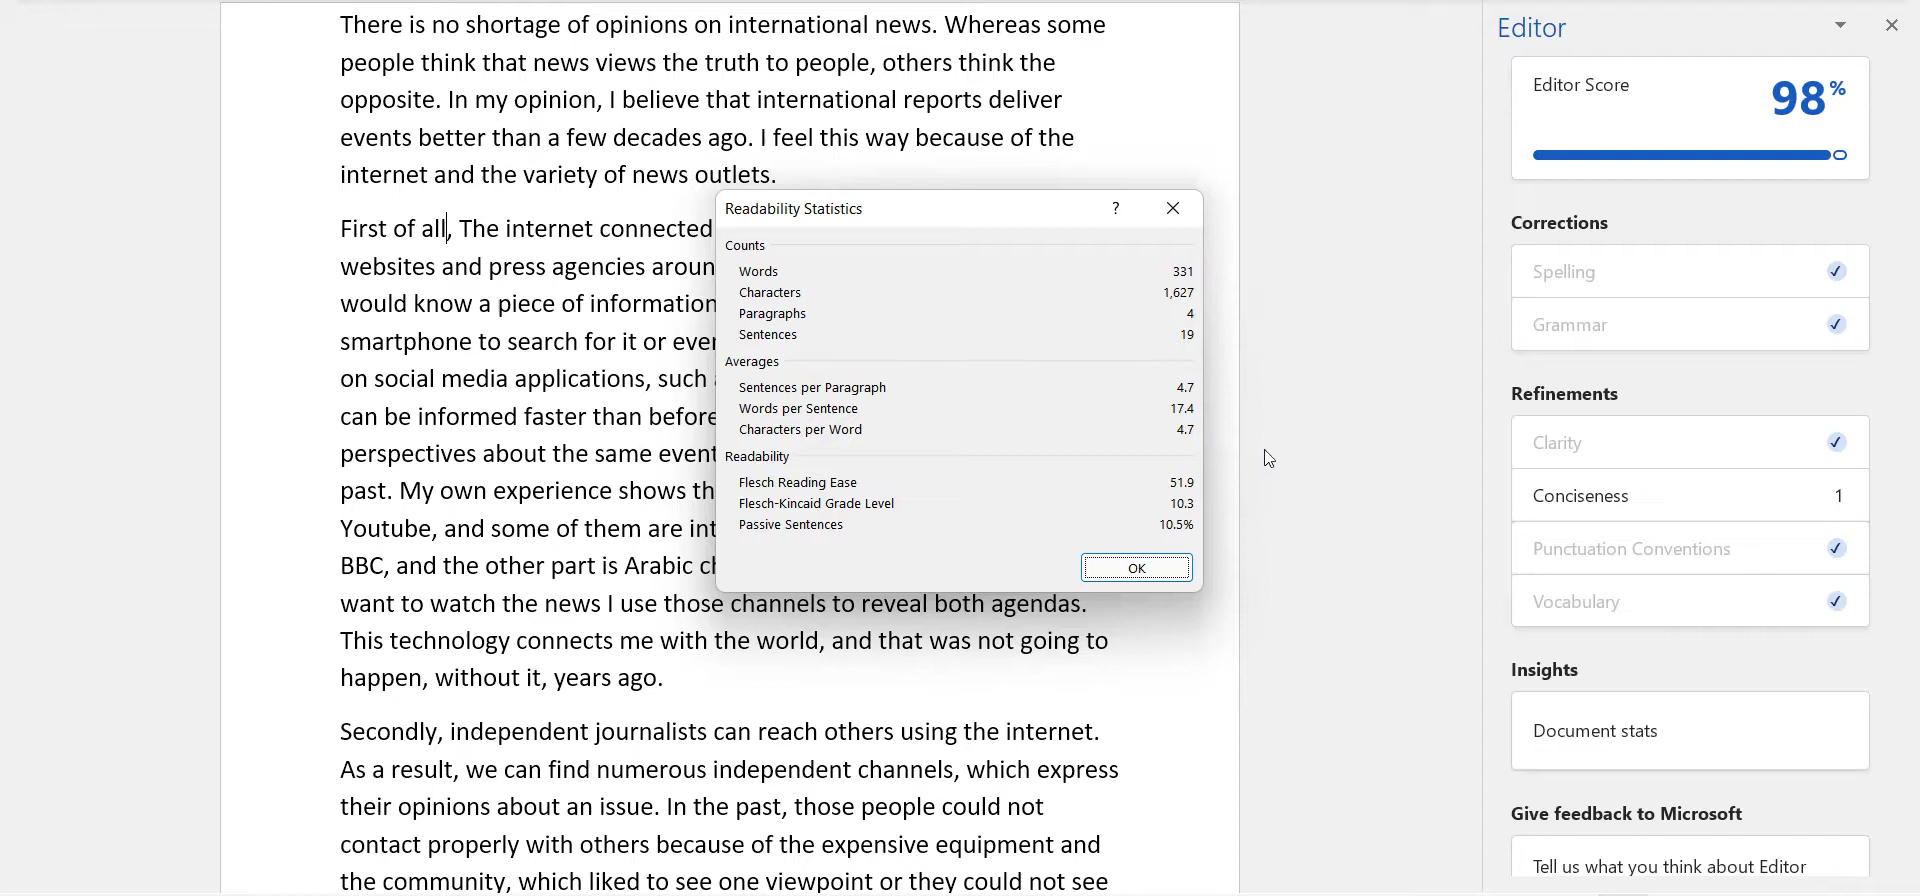 There is no shortage of opinions on international news. Whereas some
people think that news views the truth to people, others think the
opposite. In my opinion, I believe that international reports deliver
events better than a few decades ago. I feel this way because of the
internet and the variety of news outlets.
First of all, The internet connected
websites and press agencies aroun
would know a piece of information
smartphone to search for it or ever
on social media applications, such
can be informed faster than before
perspectives about the same event
past. My own experience shows th
Youtube, and some of them are int
BBC, and the other part is Arabic ch
want to watch the news I use those channels to reveal both agendas.
This technology connects me with the world, and that was not going to
happen, without it, years ago.
Secondly, independent journalists can reach others using the internet.
As a result, we can find numerous independent channels, which express
their opinions about an issue. In the past, those people could not
contact properly with others because of the expensive equipment and
the community, which liked to see one viewpoint or they could not see
Readability Statistics ?
Counts
Words 331
Characters 1,627
Paragraphs 4
Sentences 19
Averages
Sentences per Paragraph 4.7
Words per Sentence 17.4
Characters per Word 4.7
Readability
Flesch Reading Ease 51.9
Flesch-Kincaid Grade Level 10.3
Passive Sentences 10.5%
OK
Editor
Editor Score 98%
Corrections
Spelling
Grammar
Refinements
Clarity
Conciseness 1
Punctuation Conventions
Vocabulary
Insights
Document stats
Give feedback to Microsoft
Tell us what you think about Editor